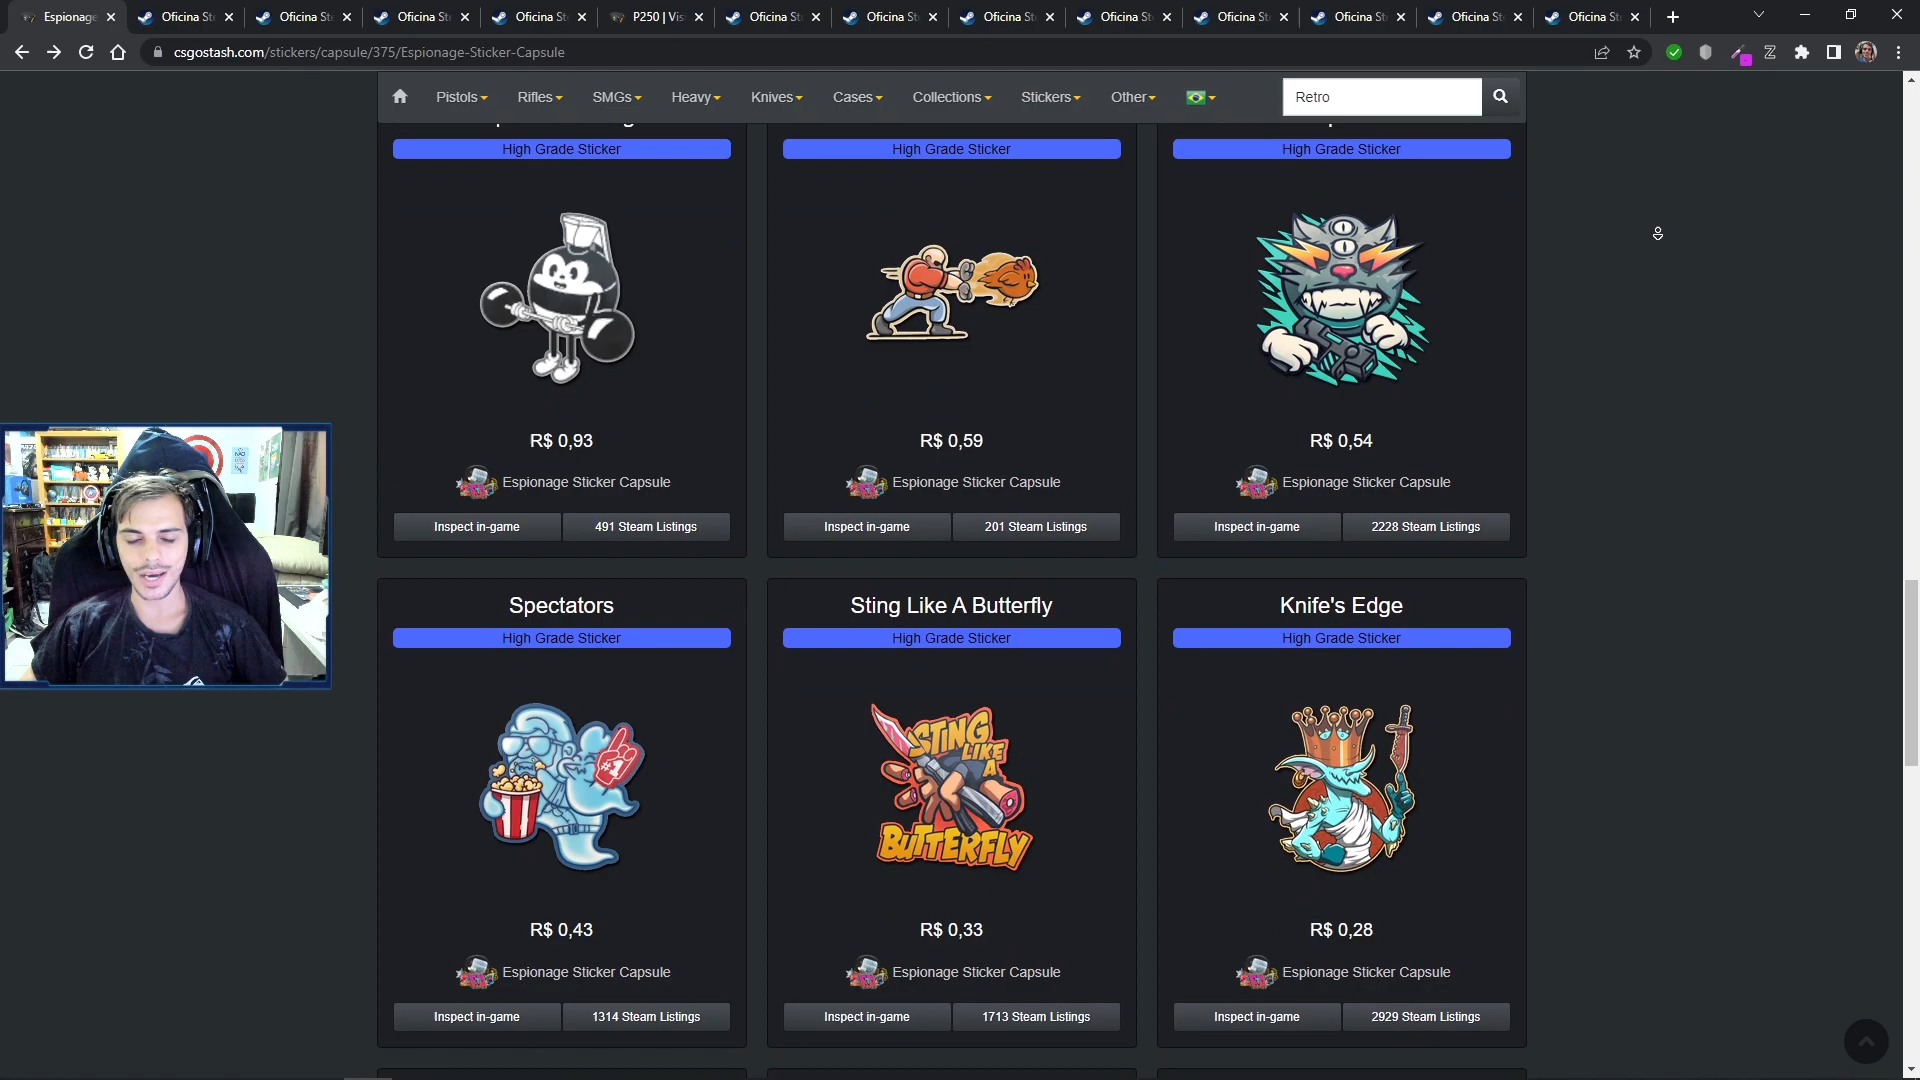 Espionage
Oficina St
Oficina St
Oficina St
Oficina St
P250 | Vis
Oficina St
Oficina St
Oficina St
Oficina St
Oficina St
Oficina St
Oficina St
Oficina St
csgostash.com/stickers/capsule/375/Espionage-Sticker-Capsule
Pistols Rifles SMGs Heavy Knives Cases Collections Stickers Other Retro
High Grade Sticker
High Grade Sticker
High Grade Sticker
R$ 0,93
R$ 0,59
R$ 0,54
Espionage Sticker Capsule
Espionage Sticker Capsule
Espionage Sticker Capsule
Inspect in-game 491 Steam Listings
Inspect in-game 201 Steam Listings
Inspect in-game 2228 Steam Listings
Spectators
Sting Like A Butterfly
Knife's Edge
High Grade Sticker
High Grade Sticker
High Grade Sticker
#1
STING
LIKE
A
BUTTERFLY
R$ 0,43
R$ 0,33
R$ 0,28
Espionage Sticker Capsule
Espionage Sticker Capsule
Espionage Sticker Capsule
Inspect in-game 1314 Steam Listings
Inspect in-game 1713 Steam Listings
Inspect in-game 2929 Steam Listings